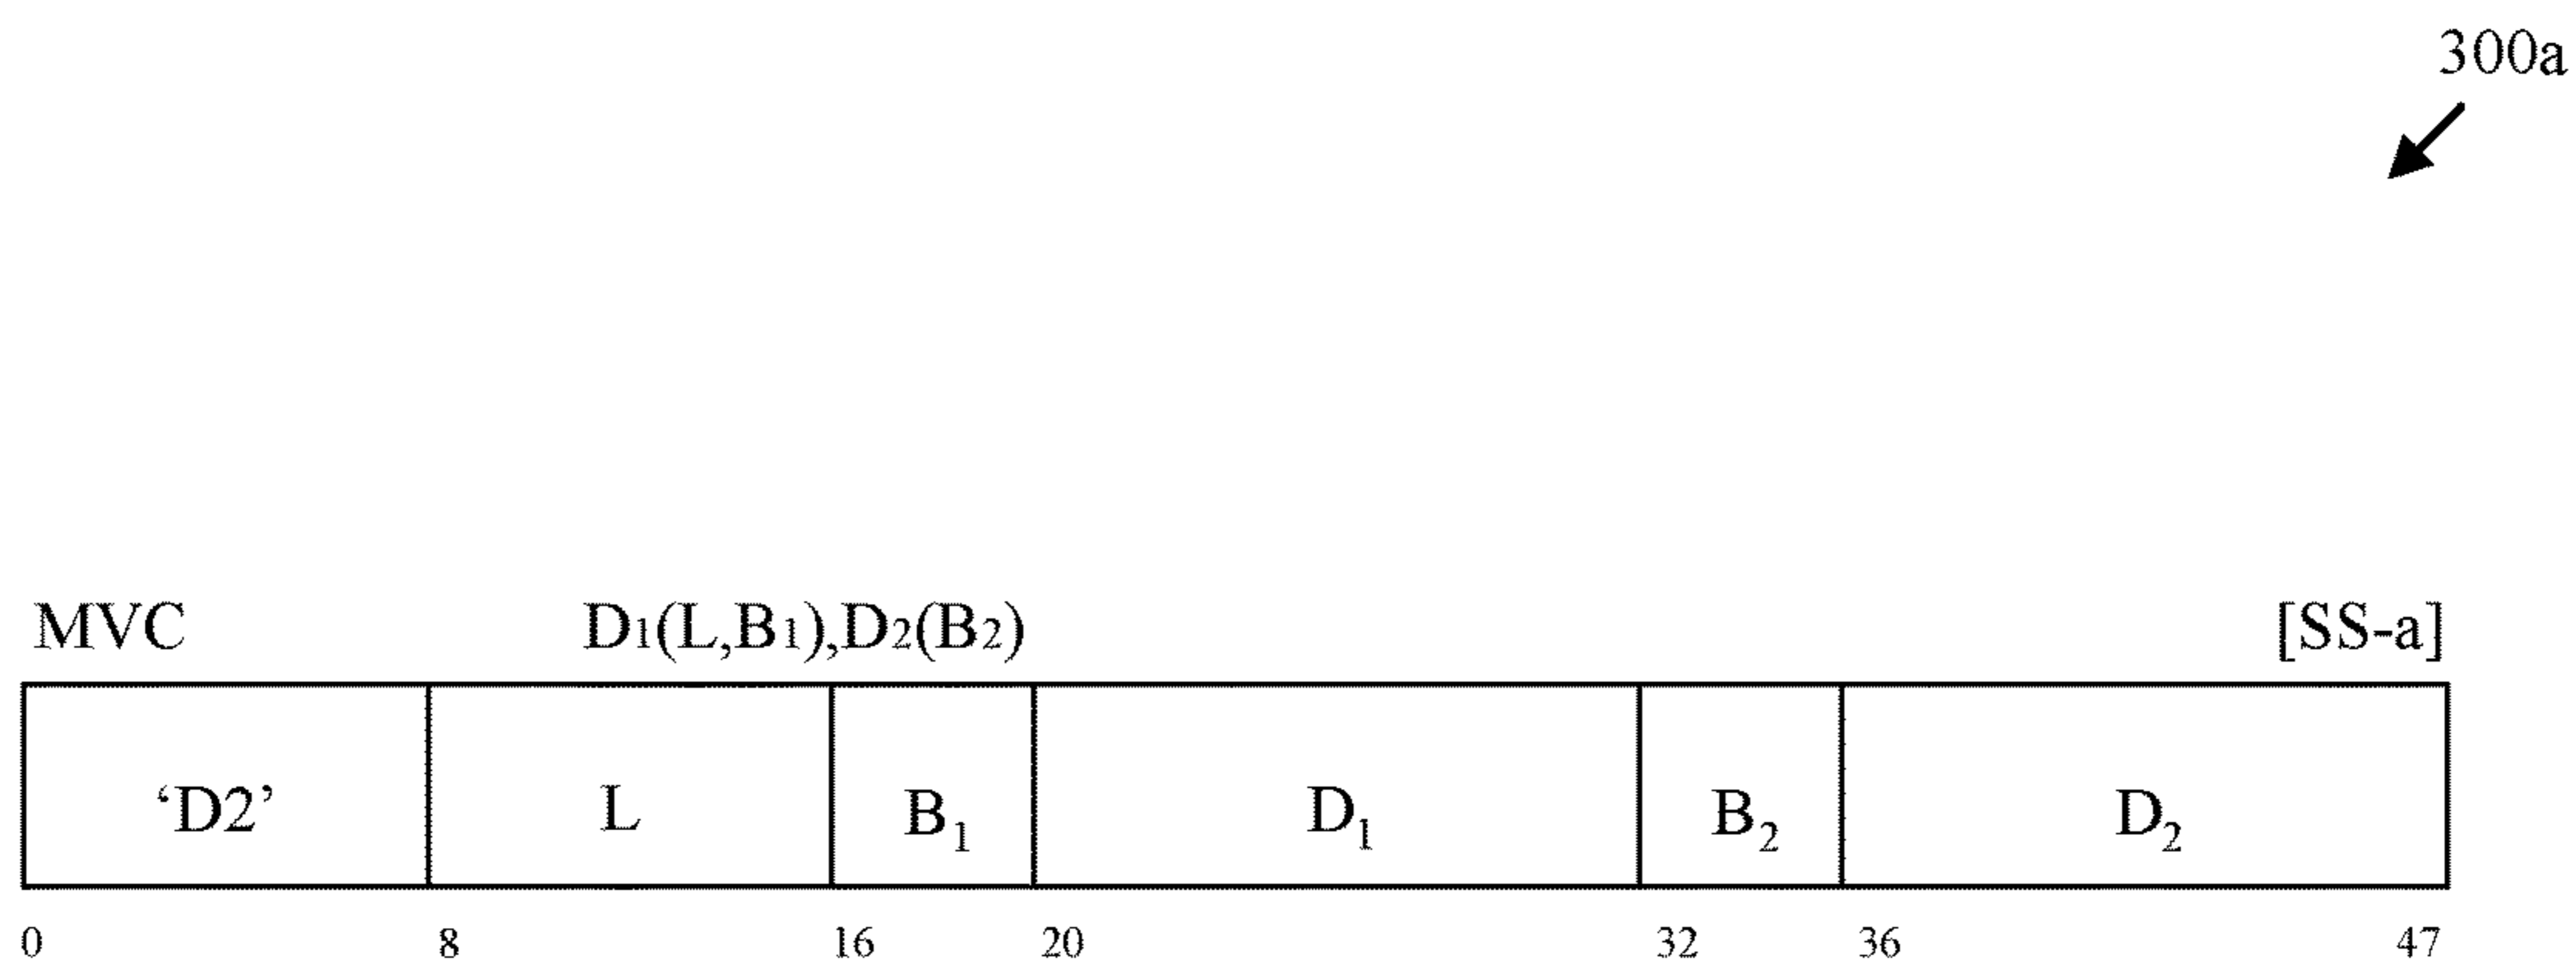 300a
MVC D₁(L,B₁),D₂(B₂) [SS-a]
‘D2’ L B₁ D₁ B₂ D₂
0 8 16 20 32 36 47